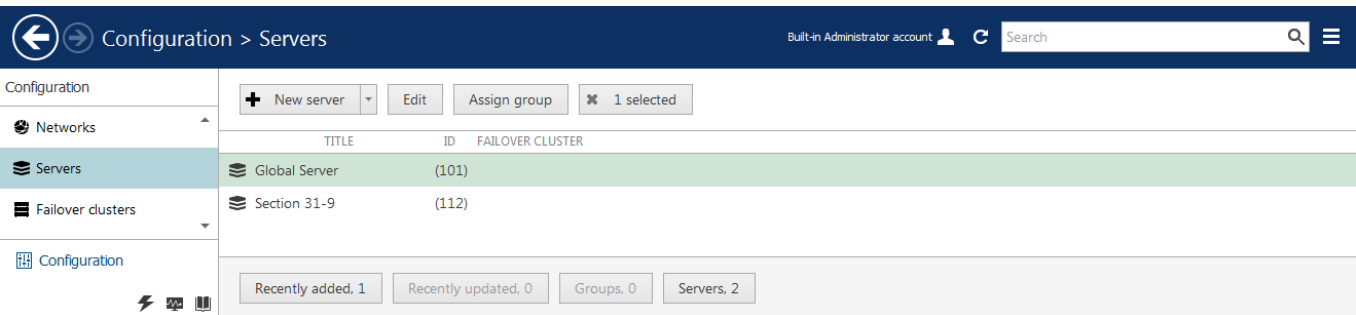 Configuration > Servers
Built-in Administrator account
Search
Configuration
Networks
Servers
Failover clusters
Configuration
New server
Edit
Assign group
1 selected
TITLE ID FAILOVER CLUSTER
Global Server (101)
Section 31-9 (112)
Recently added, 1
Recently updated, 0
Groups, 0
Servers, 2